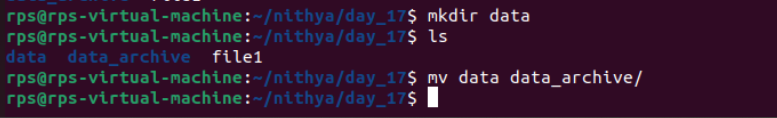 rps@rps-virtual-machine:~/nithya/day_17$ mkdir data
rps@rps-virtual-machine:~/nithya/day_17$ ls
data  data_archive  file1
rps@rps-virtual-machine:~/nithya/day_17$ mv data data_archive/
rps@rps-virtual-machine:~/nithya/day_17$